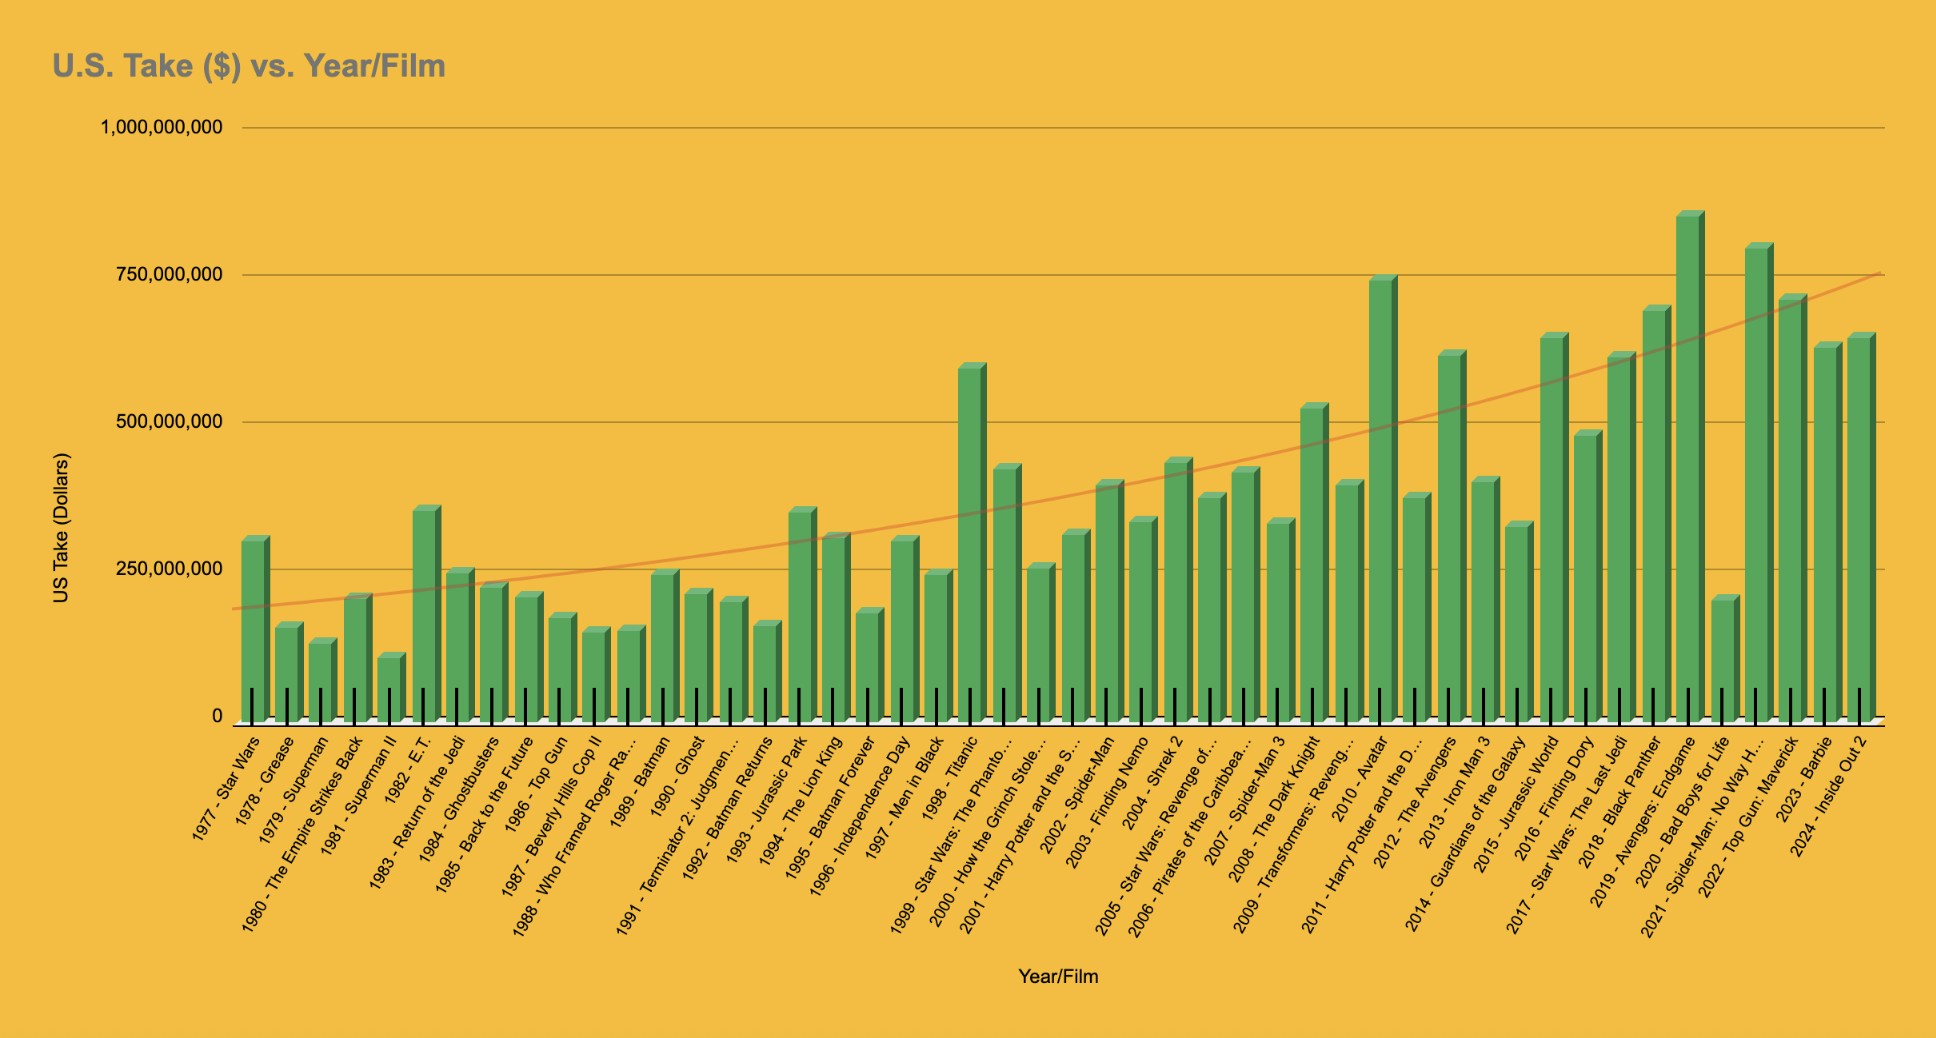 U.S. Take ($) vs. Year/Film
1,000,000,000
750,000,000
500,000,000
250,000,000
0
US Take (Dollars)
1977 - Star Wars
1978 - Grease
1979 - Superman
1980 - The Empire Strikes Back
1981 - Superman II
1982 - E.T.
1983 - Return of the Jedi
1984 - Ghostbusters
1985 - Back to the Future
1986 - Top Gun
1987 - Beverly Hills Cop II
1988 - Who Framed Roger Ra...
1989 - Batman
1990 - Ghost
1991 - Terminator 2: Judgmen...
1992 - Batman Returns
1993 - Jurassic Park
1994 - The Lion King
1995 - Batman Forever
1996 - Independence Day
1997 - Men in Black
1998 - Titanic
1999 - Star Wars: The Phanto...
2000 - How the Grinch Stole...
2001 - Harry Potter and the S...
2002 - Spider-Man
2003 - Finding Nemo
2004 - Shrek 2
2005 - Star Wars: Revenge of...
2006 - Pirates of the Caribbea...
2007 - Spider-Man 3
2008 - The Dark Knight
2009 - Transformers: Reveng...
2010 - Avatar
2011 - Harry Potter and the D...
2012 - The Avengers
2013 - Iron Man 3
2014 - Guardians of the Galaxy
2015 - Jurassic World
2016 - Finding Dory
2017 - Star Wars: The Last Jedi
2018 - Black Panther
2019 - Avengers: Endgame
2020 - Bad Boys for Life
2021 - Spider-Man: No Way H...
2022 - Top Gun: Maverick
2023 - Barbie
2024 - Inside Out 2
Year/Film